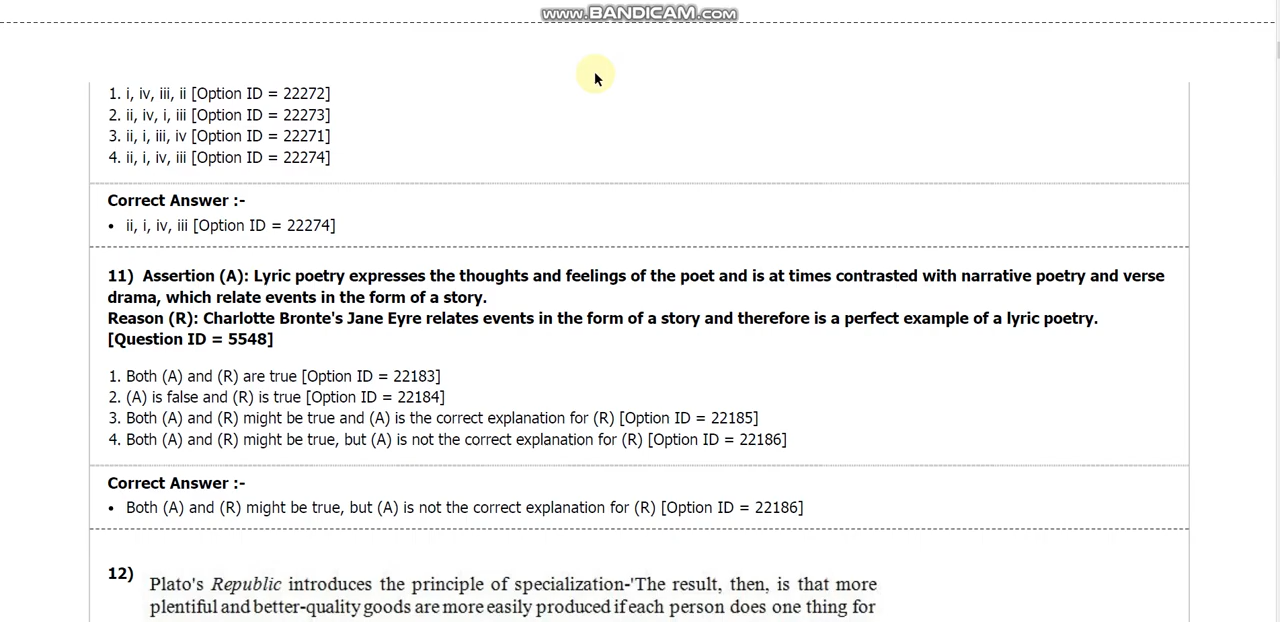 www.BANDICAM.com
1. i, iv, iii, ii [Option ID = 22272]
2. ii, iv, i, iii [Option ID = 22273]
3. ii, i, iii, iv [Option ID = 22271]
4. ii, i, iv, iii [Option ID = 22274]
Correct Answer :-
• ii, i, iv, iii [Option ID = 22274]
11) Assertion (A): Lyric poetry expresses the thoughts and feelings of the poet and is at times contrasted with narrative poetry and verse
drama, which relate events in the form of a story.
Reason (R): Charlotte Bronte's Jane Eyre relates events in the form of a story and therefore is a perfect example of a lyric poetry.
[Question ID = 5548]
1. Both (A) and (R) are true [Option ID = 22183]
2. (A) is false and (R) is true [Option ID = 22184]
3. Both (A) and (R) might be true and (A) is the correct explanation for (R) [Option ID = 22185]
4. Both (A) and (R) might be true, but (A) is not the correct explanation for (R) [Option ID = 22186]
Correct Answer :-
• Both (A) and (R) might be true, but (A) is not the correct explanation for (R) [Option ID = 22186]
12) Plato's Republic introduces the principle of specialization-'The result, then, is that more
plentiful and better-quality goods are more easily produced if each person does one thing for